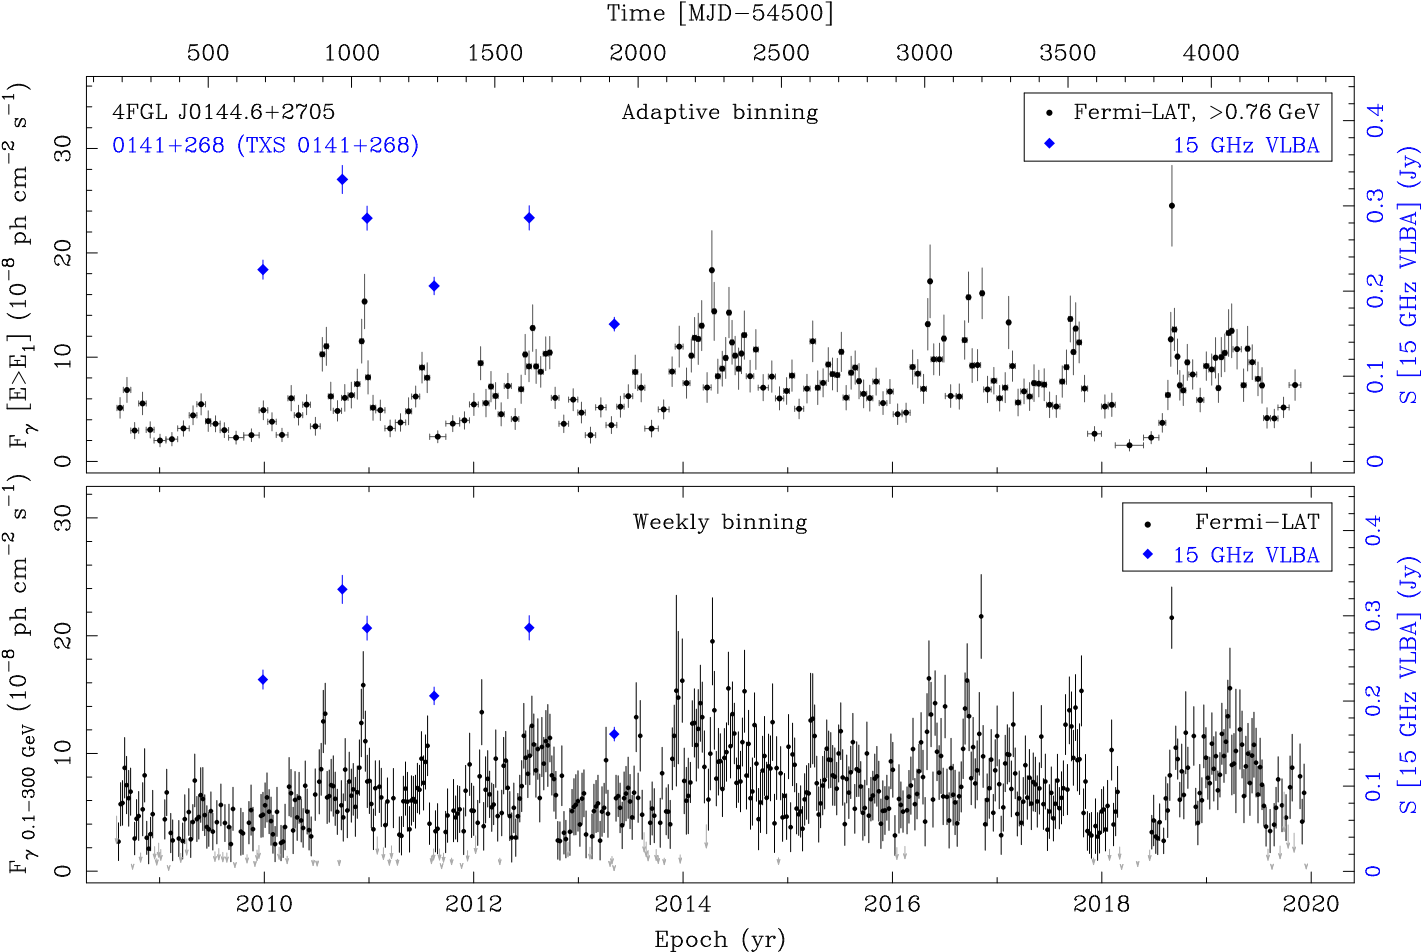 Time [MJD−54500]
500 1000 1500 2000 2500 3000 3500 4000
4FGL J0144.6+2705
0141+268 (TXS 0141+268)
Adaptive binning
Fermi−LAT, >0.76 GeV
15 GHz VLBA
F_γ [E>E_1] (10^−8 ph cm^−2 s^−1)
30
20
10
0
S [15 GHz VLBA] (Jy)
0.4
0.3
0.2
0.1
0
Weekly binning
Fermi−LAT
15 GHz VLBA
F_γ 0.1−300 GeV (10^−8 ph cm^−2 s^−1)
30
20
10
0
S [15 GHz VLBA] (Jy)
0.4
0.3
0.2
0.1
0
2010 2012 2014 2016 2018 2020
Epoch (yr)